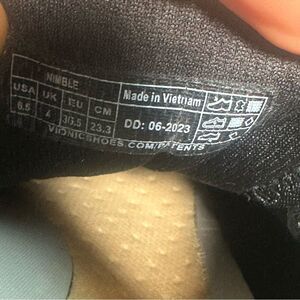 NIMBLE
USA UK EU CM
6.5 4 36.5 23.3
Made in Vietnam
DD: 06-2023
VIONICSHOES.COM/PATENTS